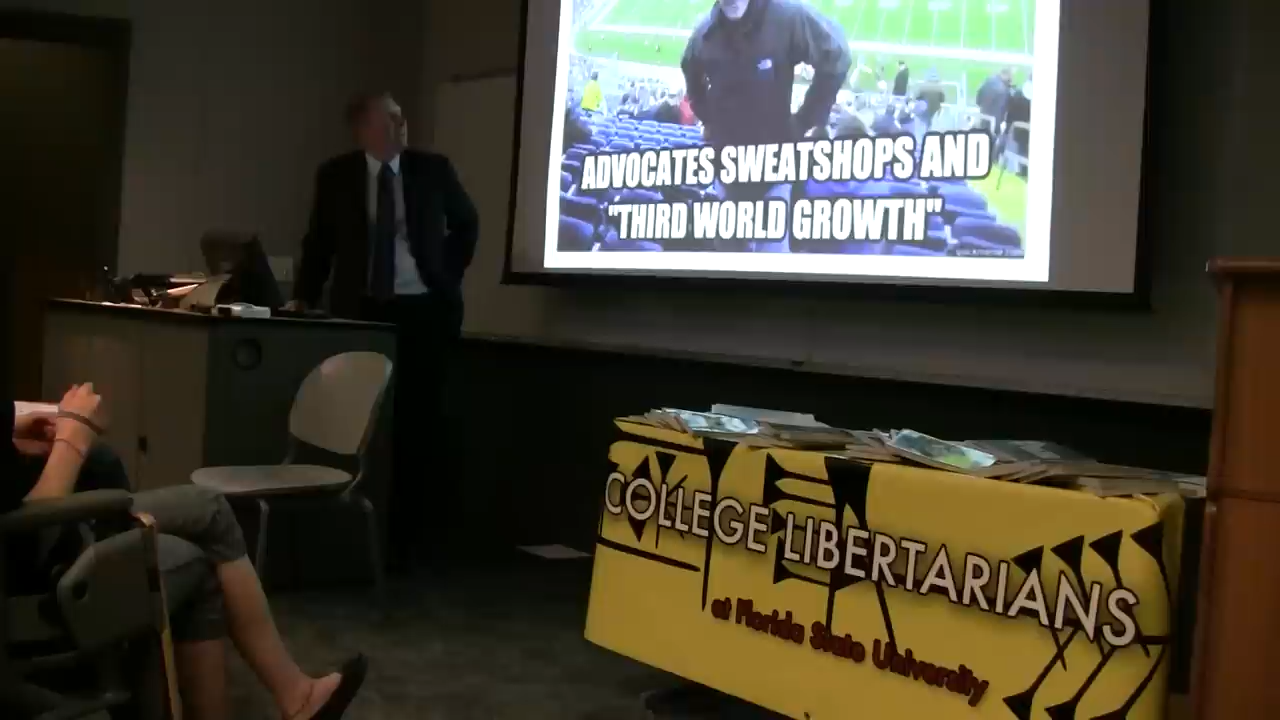 ADVOCATES SWEATSHOPS AND
"THIRD WORLD GROWTH"
COLLEGE LIBERTARIANS
at Florida State University